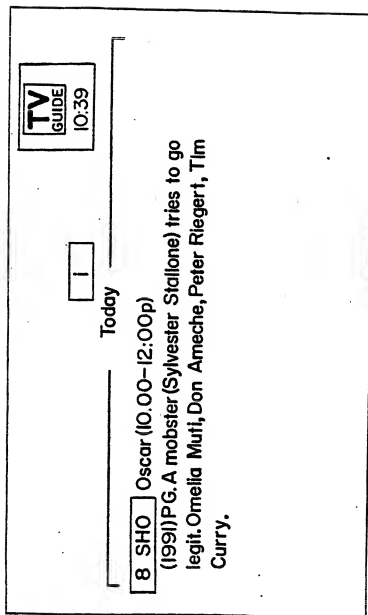 TV
GUIDE
10:39
i
Today
8 SHO Oscar (10.00-12:00p)
(1991) PG. A mobster (Sylvester Stallone) tries to go
legit. Omelia Muti, Don Ameche, Peter Riegert, Tim
Curry.